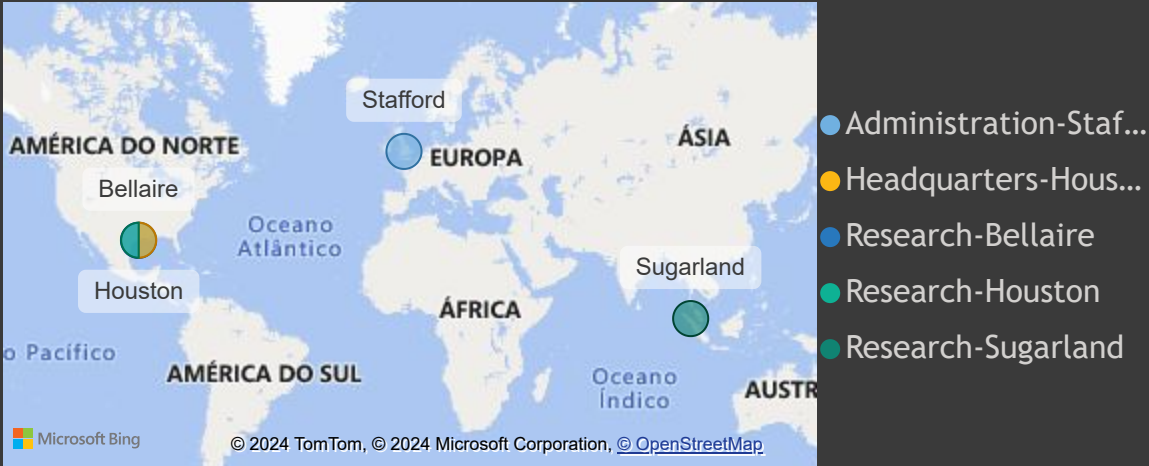 Stafford
AMÉRICA DO NORTE
EUROPA
ÁSIA
Bellaire
Oceano
Atlântico
Sugarland
Houston
ÁFRICA
o Pacífico
AMÉRICA DO SUL
Oceano
Índico
AUSTR
Microsoft Bing
© 2024 TomTom, © 2024 Microsoft Corporation, © OpenStreetMap
Administration-Staf...
Headquarters-Hous...
Research-Bellaire
Research-Houston
Research-Sugarland